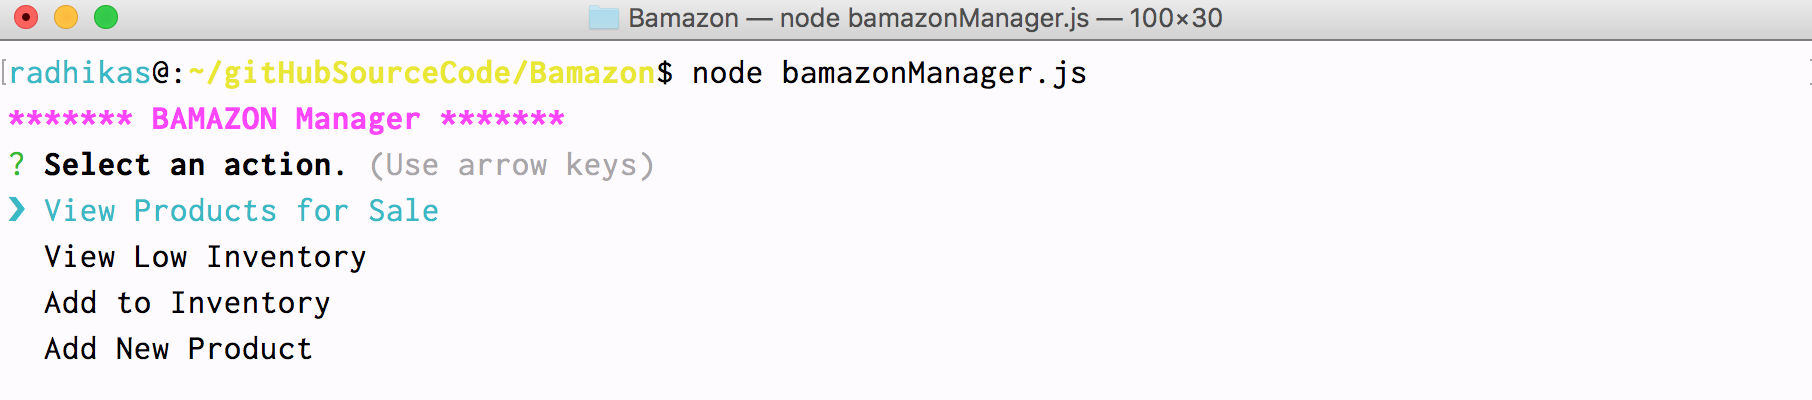 Bamazon — node bamazonManager.js — 100×30
[radhikas@:~/gitHubSourceCode/Bamazon$ node bamazonManager.js
******* BAMAZON Manager *******
? Select an action. (Use arrow keys)
❯ View Products for Sale
View Low Inventory
Add to Inventory
Add New Product